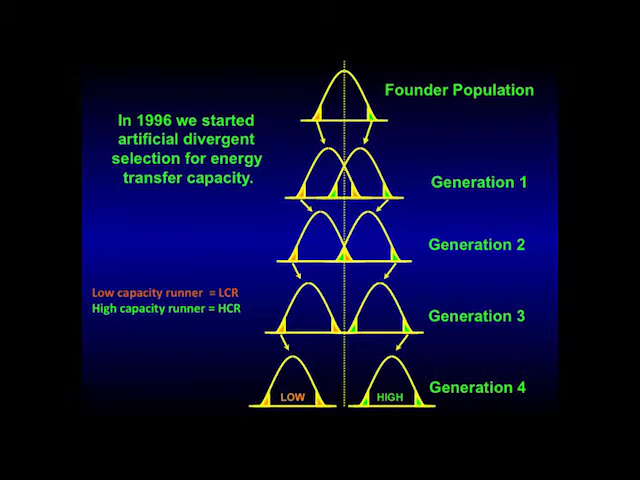 Founder Population
In 1996 we started
artificial divergent
selection for energy
transfer capacity.
Generation 1
Generation 2
Low capacity runner  = LCR
High capacity runner = HCR
Generation 3
Generation 4
LOW
HIGH